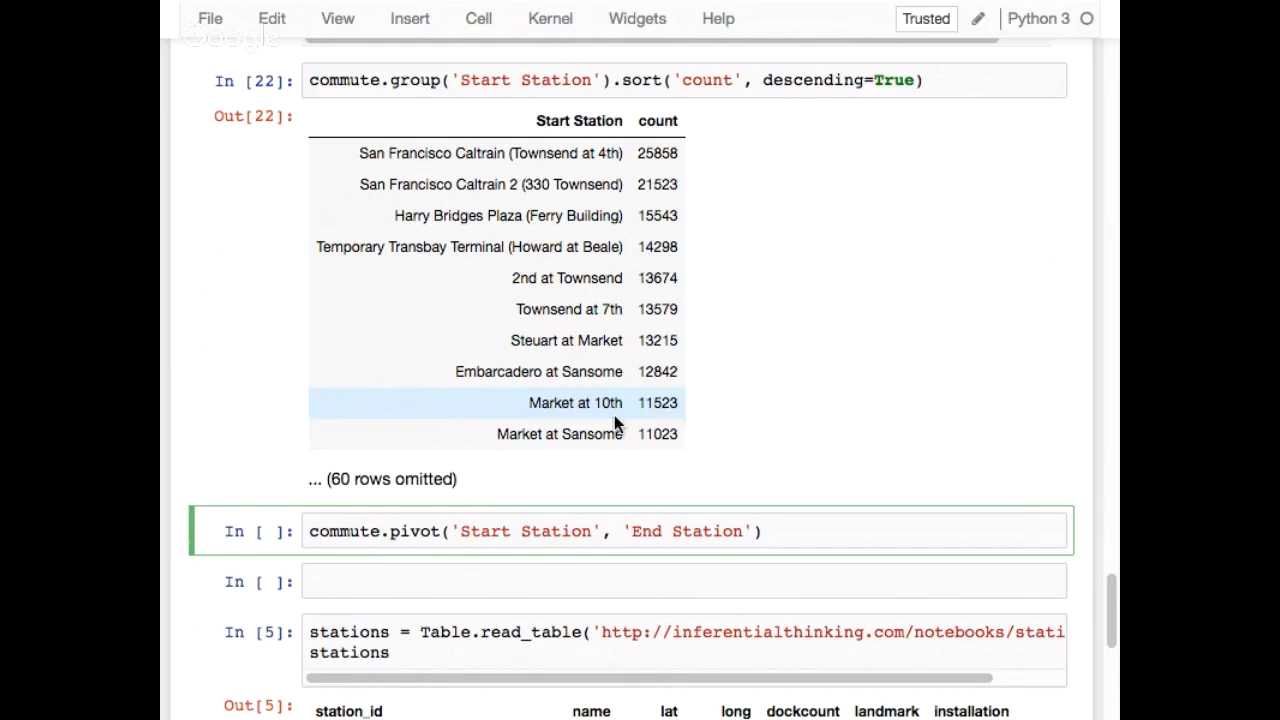 File Edit View Insert Cell Kernel Widgets Help Trusted Python 3
Google
In [22]: commute.group('Start Station').sort('count', descending=True)
Out[22]:
Start Station count
San Francisco Caltrain (Townsend at 4th) 25858
San Francisco Caltrain 2 (330 Townsend) 21523
Harry Bridges Plaza (Ferry Building) 15543
Temporary Transbay Terminal (Howard at Beale) 14298
2nd at Townsend 13674
Townsend at 7th 13579
Steuart at Market 13215
Embarcadero at Sansome 12842
Market at 10th 11523
Market at Sansome 11023
... (60 rows omitted)
In [ ]: commute.pivot('Start Station', 'End Station')
In [ ]:
In [5]: stations = Table.read_table('http://inferentialthinking.com/notebooks/stati
stations
Out[5]: station_id name lat long dockcount landmark installation